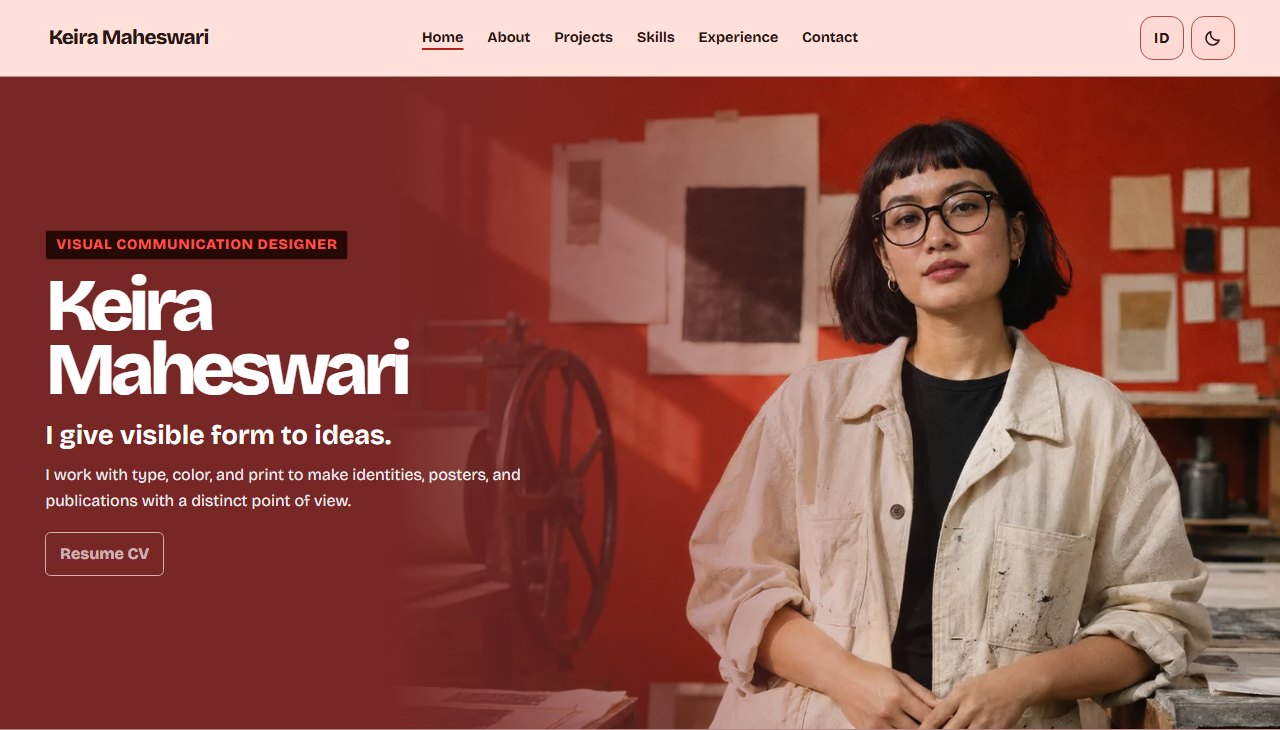 Keira Maheswari
Home About Projects Skills Experience Contact
ID
VISUAL COMMUNICATION DESIGNER
Keira
Maheswari
I give visible form to ideas.
I work with type, color, and print to make identities, posters, and
publications with a distinct point of view.
Resume CV